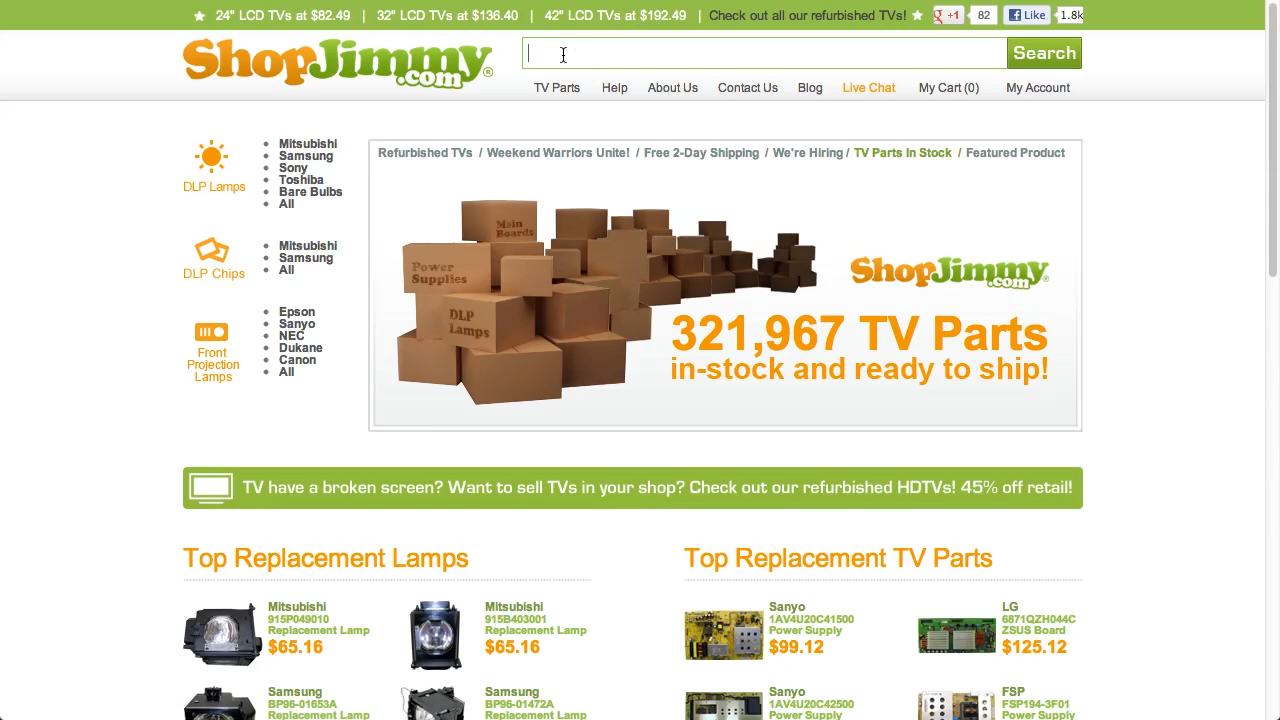 24" LCD TVs at $82.49 | 32" LCD TVs at $136.40 | 42" LCD TVs at $192.49 | Check out all our refurbished TVs! +1 82 Like 1.8k
ShopJimmy.com®
Search
TV Parts Help About Us Contact Us Blog Live Chat My Cart (0) My Account
DLP Lamps
Mitsubishi
Samsung
Sony
Toshiba
Bare Bulbs
All
DLP Chips
Mitsubishi
Samsung
All
Front
Projection
Lamps
Epson
Sanyo
NEC
Dukane
Canon
All
Refurbished TVs / Weekend Warriors Unite! / Free 2-Day Shipping / We're Hiring / TV Parts In Stock / Featured Product
Main
Boards
Power
Supplies
DLP
Lamps
ShopJimmy.com®
321,967 TV Parts
in-stock and ready to ship!
TV have a broken screen? Want to sell TVs in your shop? Check out our refurbished HDTVs! 45% off retail!
Top Replacement Lamps
Mitsubishi
915P049010
Replacement Lamp
$65.16
Mitsubishi
915B403001
Replacement Lamp
$65.16
Samsung
BP96-01653A
Replacement Lamp
Samsung
BP96-01472A
Replacement Lamp
Top Replacement TV Parts
Sanyo
1AV4U20C41500
Power Supply
$99.12
LG
6871QZH044C
ZSUS Board
$125.12
Sanyo
1AV4U20C42500
Power Supply
FSP
FSP194-3F01
Power Supply